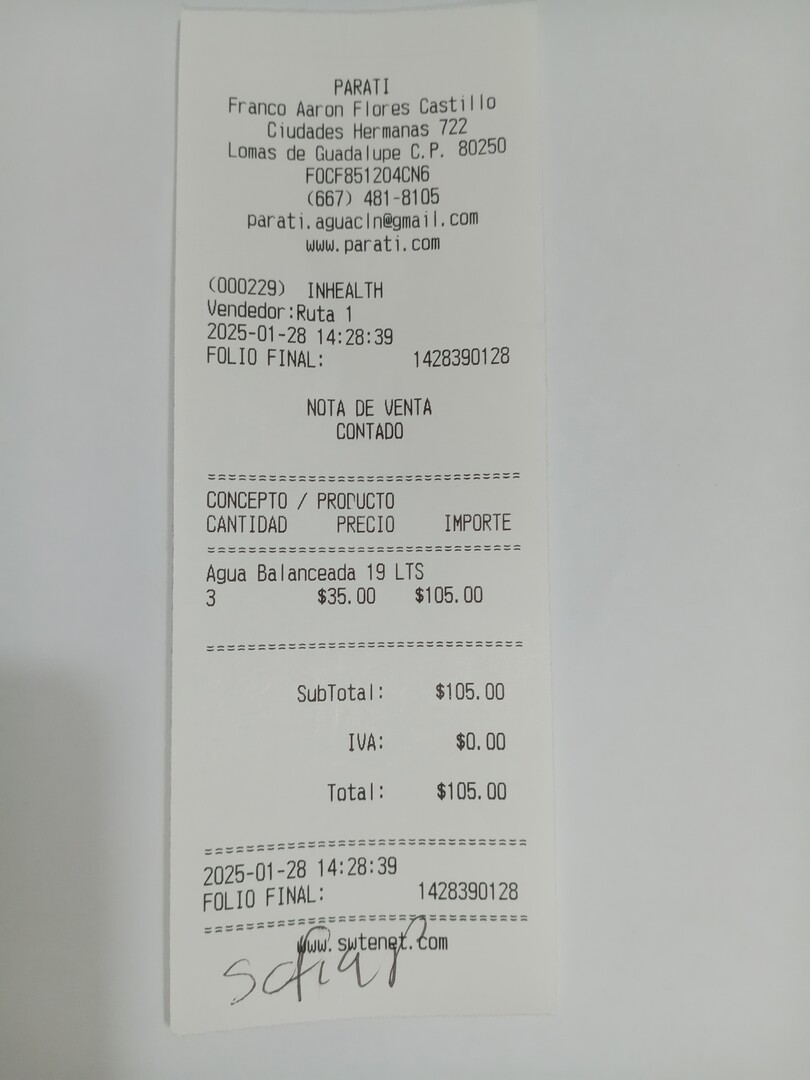 PARATI
Franco Aaron Flores Castillo
Ciudades Hermanas 722
Lomas de Guadalupe C.P. 80250
FOCF851204CN6
(667) 481-8105
parati.aguacln@gmail.com
www.parati.com
(000229) INHEALTH
Vendedor:Ruta 1
2025-01-28 14:28:39
FOLIO FINAL: 1428390128
NOTA DE VENTA
CONTADO
===============================
CONCEPTO / PRODUCTO
CANTIDAD PRECIO IMPORTE
===============================
Agua Balanceada 19 LTS
3 $35.00 $105.00
===============================
SubTotal: $105.00
IVA: $0.00
Total: $105.00
===============================
2025-01-28 14:28:39
FOLIO FINAL: 1428390128
===============================
www.swtenet.com